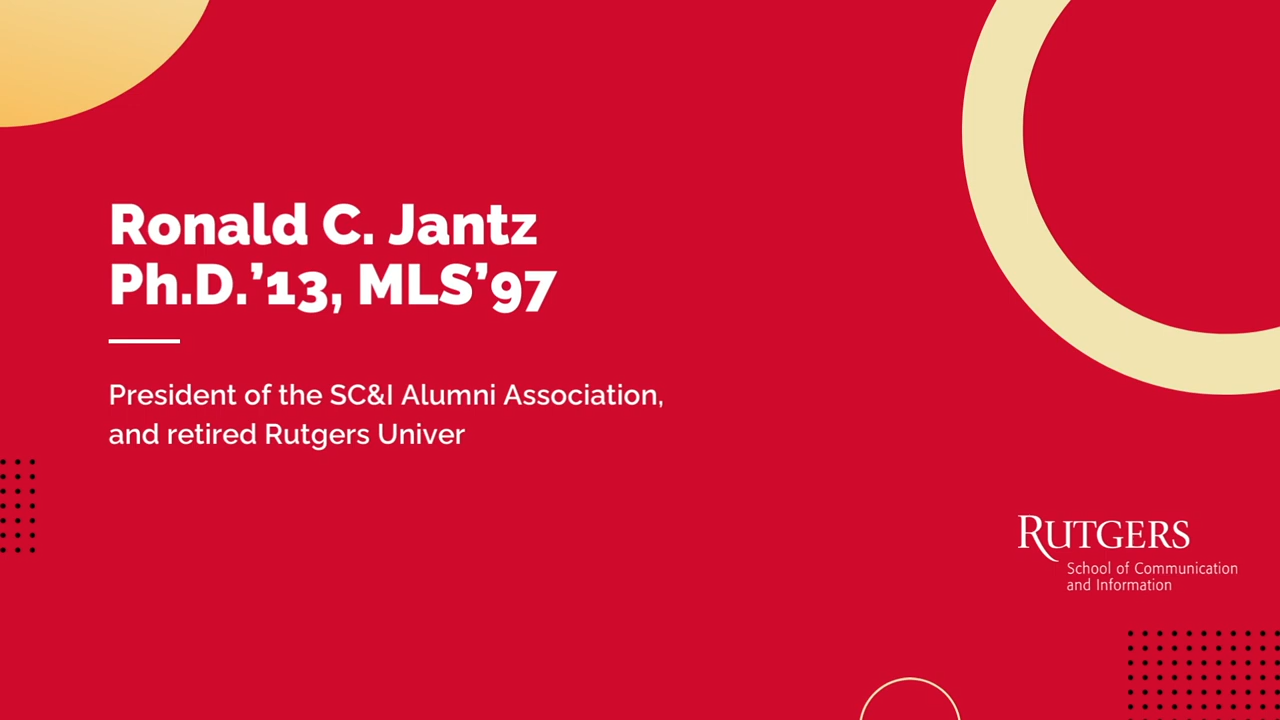 Ronald C. Jantz
Ph.D.’13, MLS’97
President of the SC&I Alumni Association,
and retired Rutgers Univer
RUTGERS
School of Communication
and Information